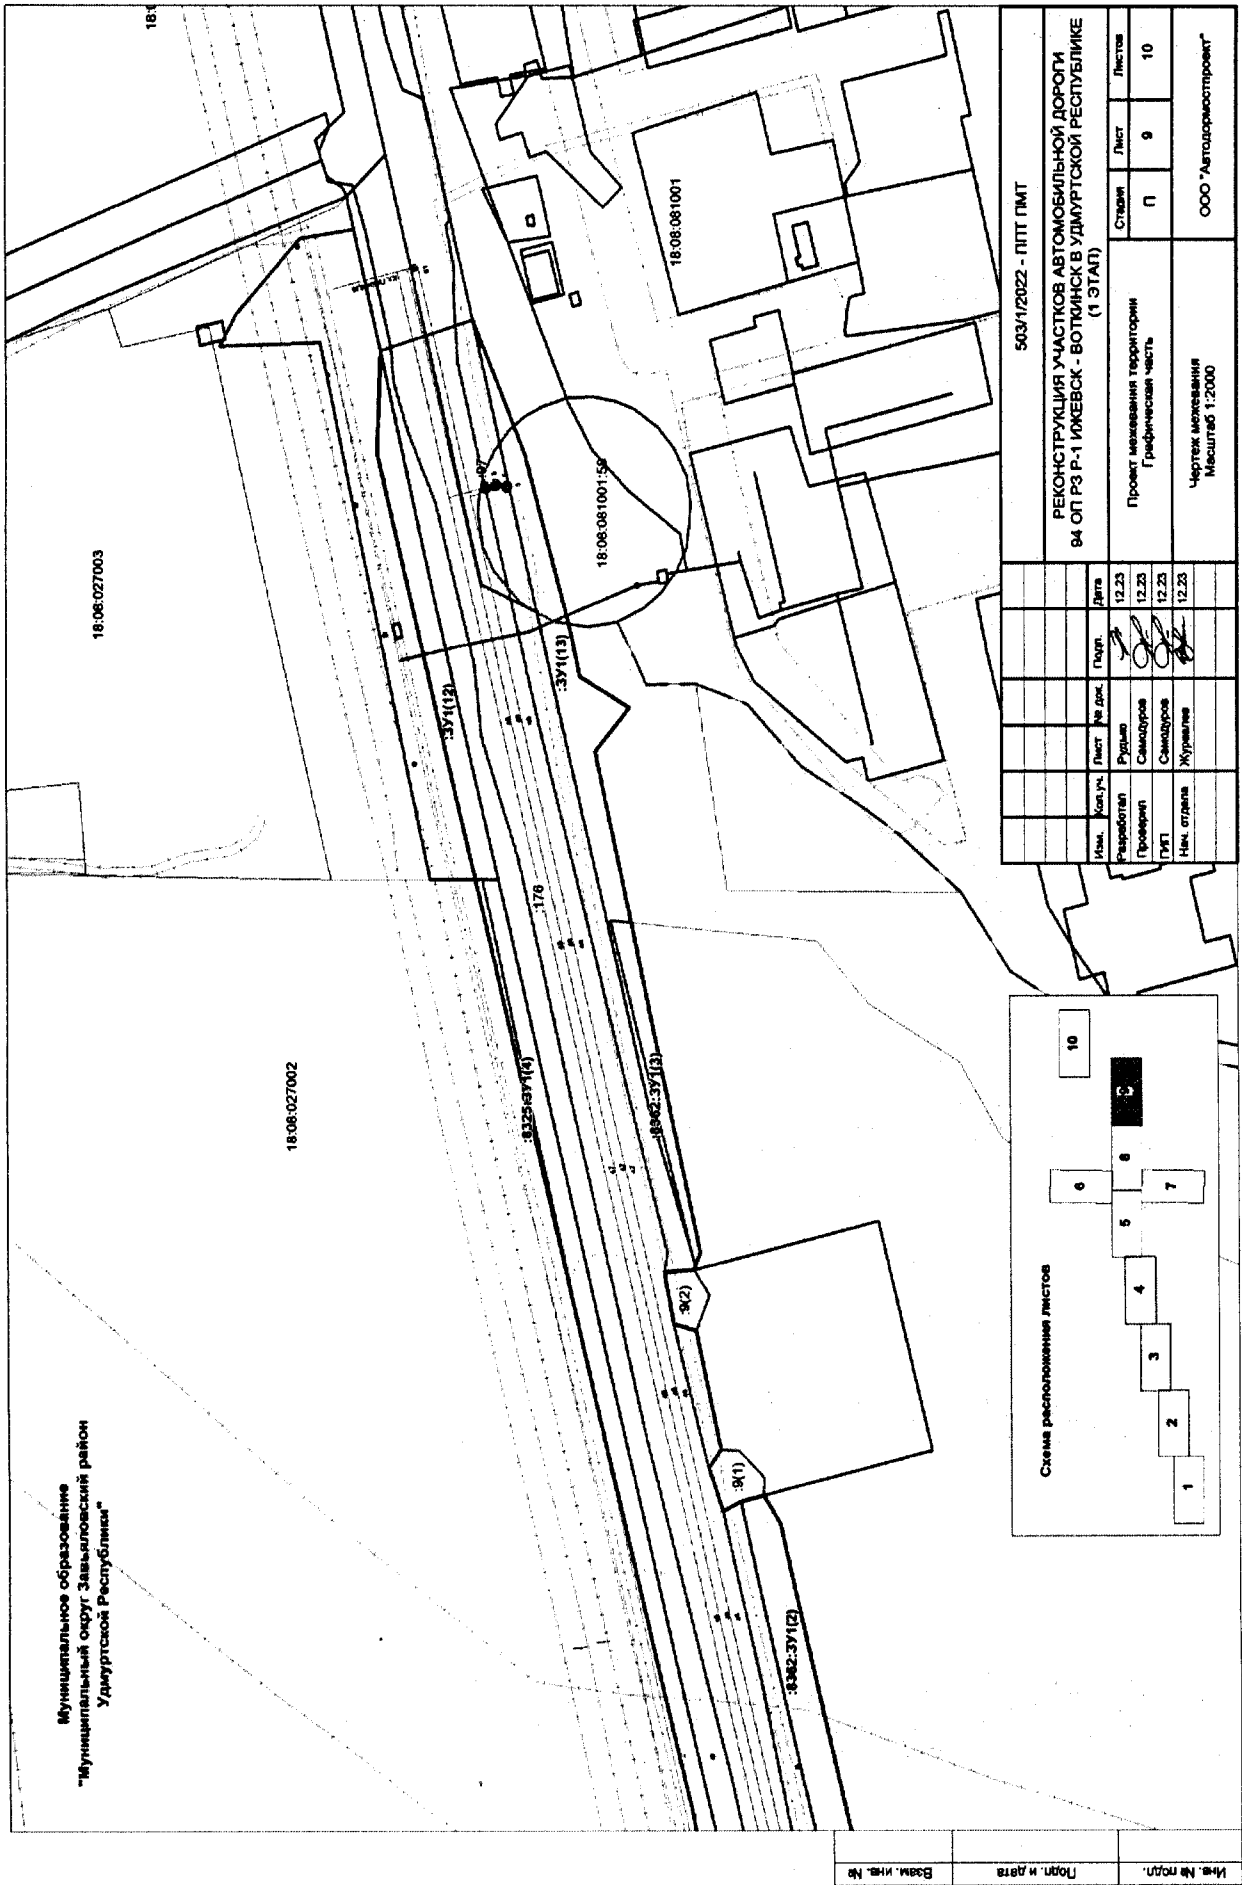 Муниципальное образование
"Муниципальный округ Завьяловский район
Удмуртской Республики"
18:08:027002
18:08:027003
18:0
:8325:ЗУ1(4)
:176
:ЗУ1(12)
:ЗУ1(13)
18:08:081001:58
18:08:081001
:8362:ЗУ1(3)
:9(2)
:9(1)
:8362:ЗУ1(2)
Схема расположения листов
1
2
3
4
5
6
7
8
9
10
503/1/2022 - ППТ ПМТ
РЕКОНСТРУКЦИЯ УЧАСТКОВ АВТОМОБИЛЬНОЙ ДОРОГИ
94 ОП РЗ Р-1 ИЖЕВСК - ВОТКИНСК В УДМУРТСКОЙ РЕСПУБЛИКЕ
(1 ЭТАП)
Изм. Кол.уч. Лист № док. Подп. Дата
Разработал Рудько 12.23
Проверил Самодуров 12.23
ГИП Самодуров 12.23
Нач. отдела Журавлев 12.23
Проект межевания территории
Графическая часть
Стадия Лист Листов
П 9 10
Чертеж межевания
Масштаб 1:2000
ООО "Автодормостпроект"
Взам. инв. №
Подп. и дата
Инв. № подл.